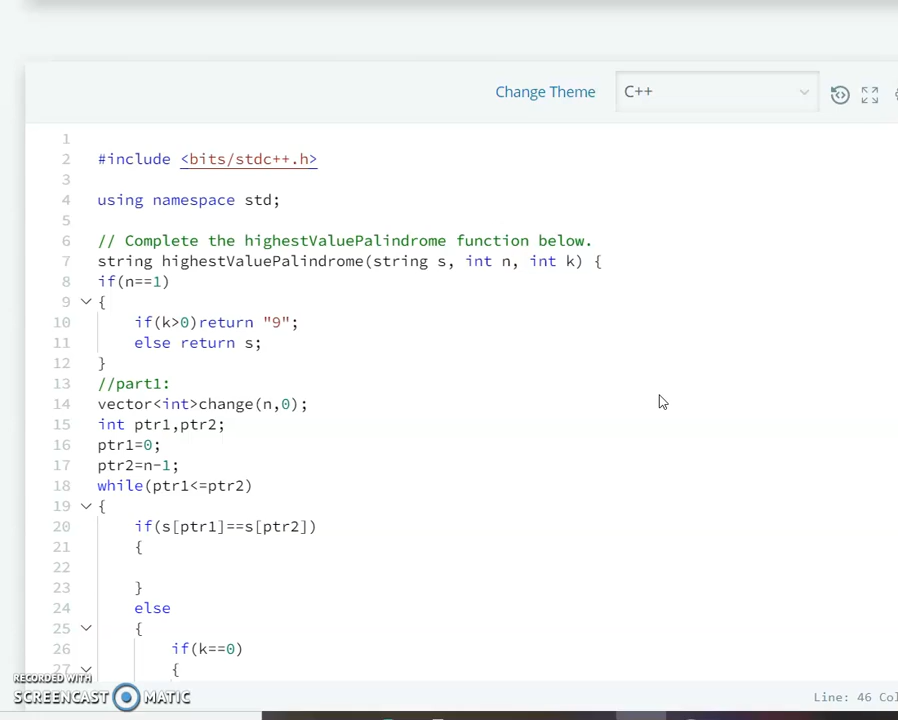 Change Theme C++
1
2 #include <bits/stdc++.h>
3
4 using namespace std;
5
6 // Complete the highestValuePalindrome function below.
7 string highestValuePalindrome(string s, int n, int k) {
8 if(n==1)
9 {
10 if(k>0)return "9";
11 else return s;
12 }
13 //part1:
14 vector<int>change(n,0);
15 int ptr1,ptr2;
16 ptr1=0;
17 ptr2=n-1;
18 while(ptr1<=ptr2)
19 {
20 if(s[ptr1]==s[ptr2])
21 {
22
23 }
24 else
25 {
26 if(k==0)
27 {
RECORDED WITH
SCREENCAST MATIC
Line: 46 Col